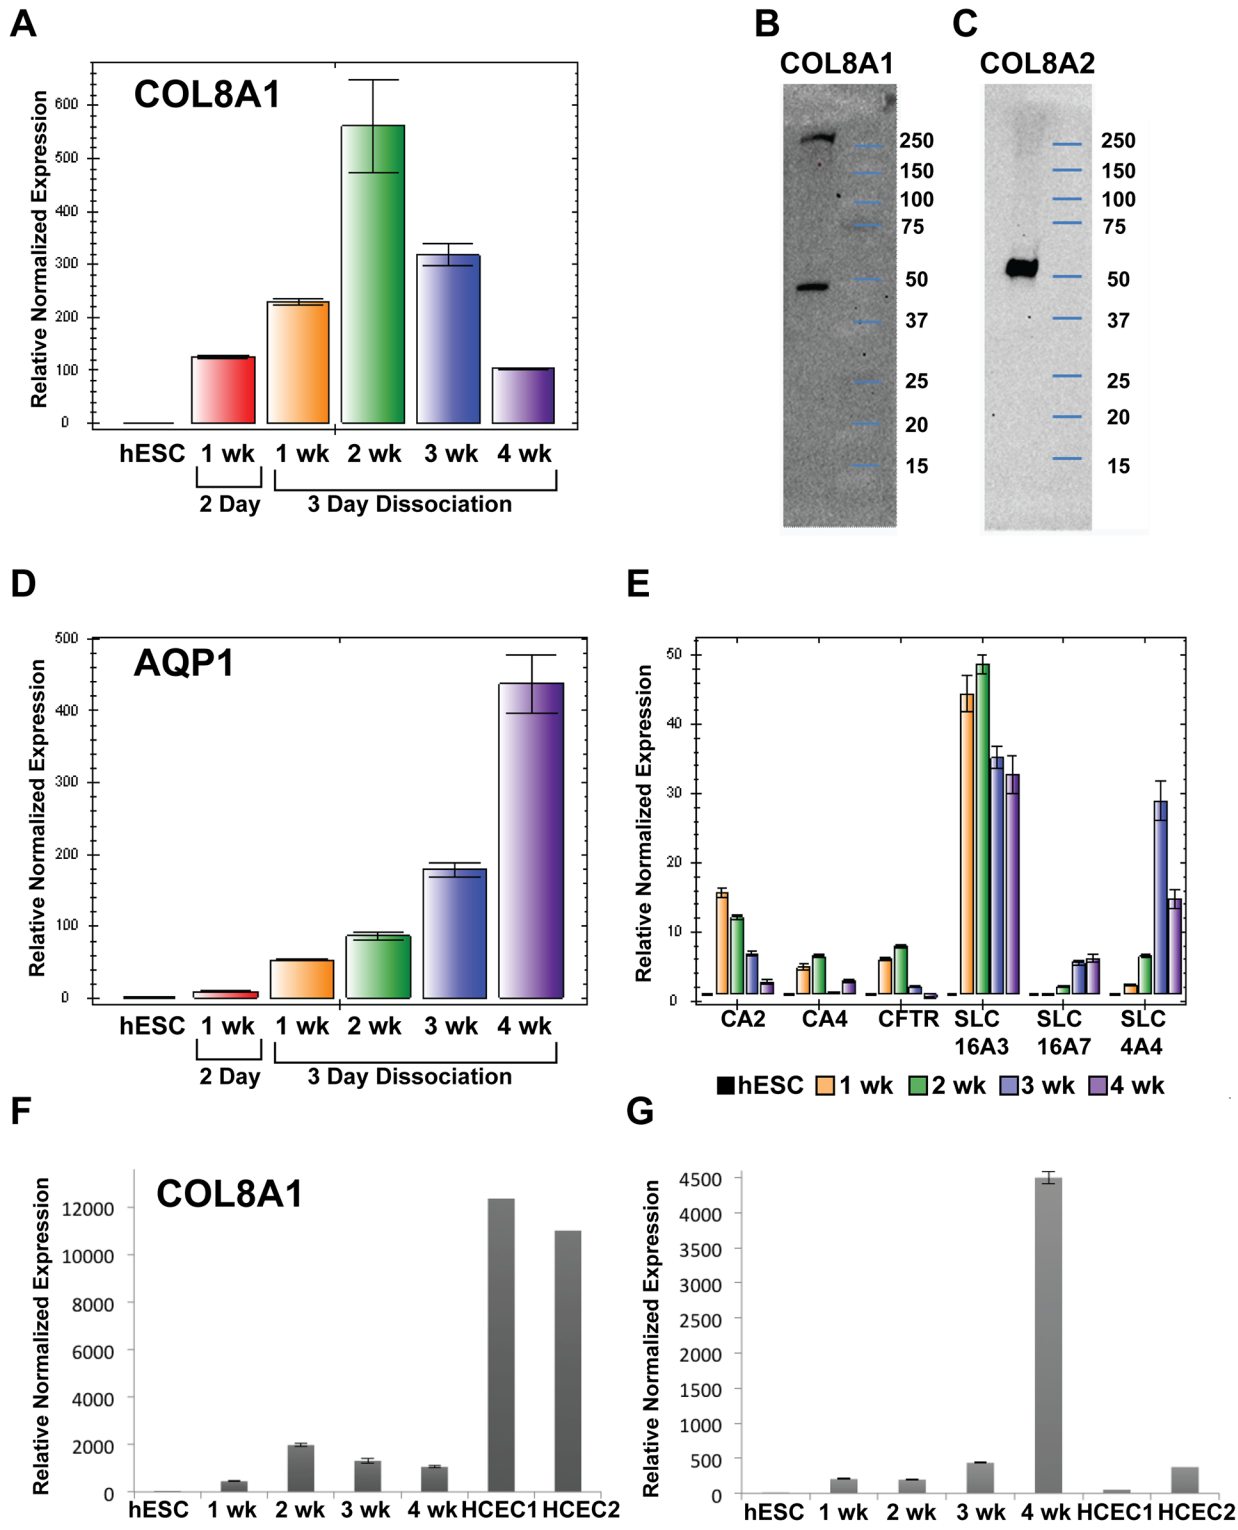 A
COL8A1
Relative Normalized Expression
600
500
400
300
200
100
0
hESC 1 wk 1 wk 2 wk 3 wk 4 wk
2 Day 3 Day Dissociation
B
COL8A1
250
150
100
75
50
37
25
20
15
C
COL8A2
250
150
100
75
50
37
25
20
15
D
AQP1
Relative Normalized Expression
500
400
300
200
100
0
hESC 1 wk 1 wk 2 wk 3 wk 4 wk
2 Day 3 Day Dissociation
E
Relative Normalized Expression
50
40
30
20
10
0
CA2 CA4 CFTR SLC SLC SLC
16A3 16A7 4A4
hESC 1 wk 2 wk 3 wk 4 wk
F
COL8A1
Relative Normalized Expression
12000
10000
8000
6000
4000
2000
0
hESC 1 wk 2 wk 3 wk 4 wk HCEC1 HCEC2
G
Relative Normalized Expression
4500
4000
3500
3000
2500
2000
1500
1000
500
0
hESC 1 wk 2 wk 3 wk 4 wk HCEC1 HCEC2